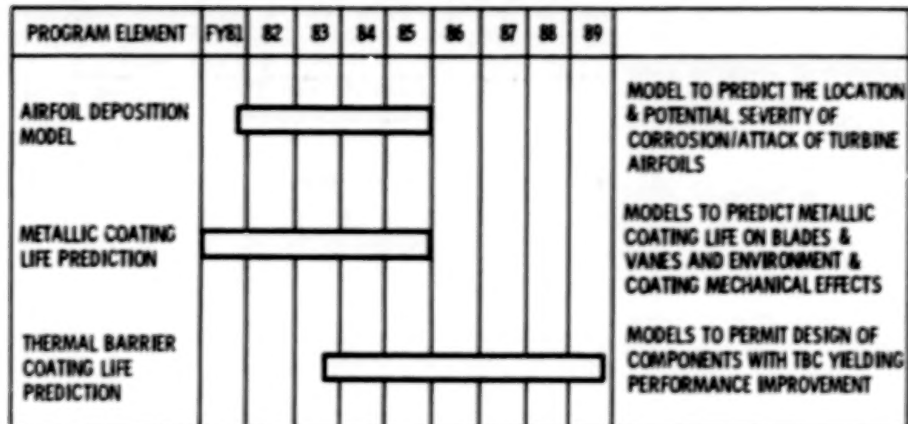 PROGRAM ELEMENT FY81 82 83 84 85 86 87 88 89
AIRFOIL DEPOSITION
MODEL
MODEL TO PREDICT THE LOCATION
& POTENTIAL SEVERITY OF
CORROSION/ATTACK OF TURBINE
AIRFOILS
METALLIC COATING
LIFE PREDICTION
MODELS TO PREDICT METALLIC
COATING LIFE ON BLADES &
VANES AND ENVIRONMENT &
COATING MECHANICAL EFFECTS
THERMAL BARRIER
COATING LIFE
PREDICTION
MODELS TO PERMIT DESIGN OF
COMPONENTS WITH TBC YIELDING
PERFORMANCE IMPROVEMENT